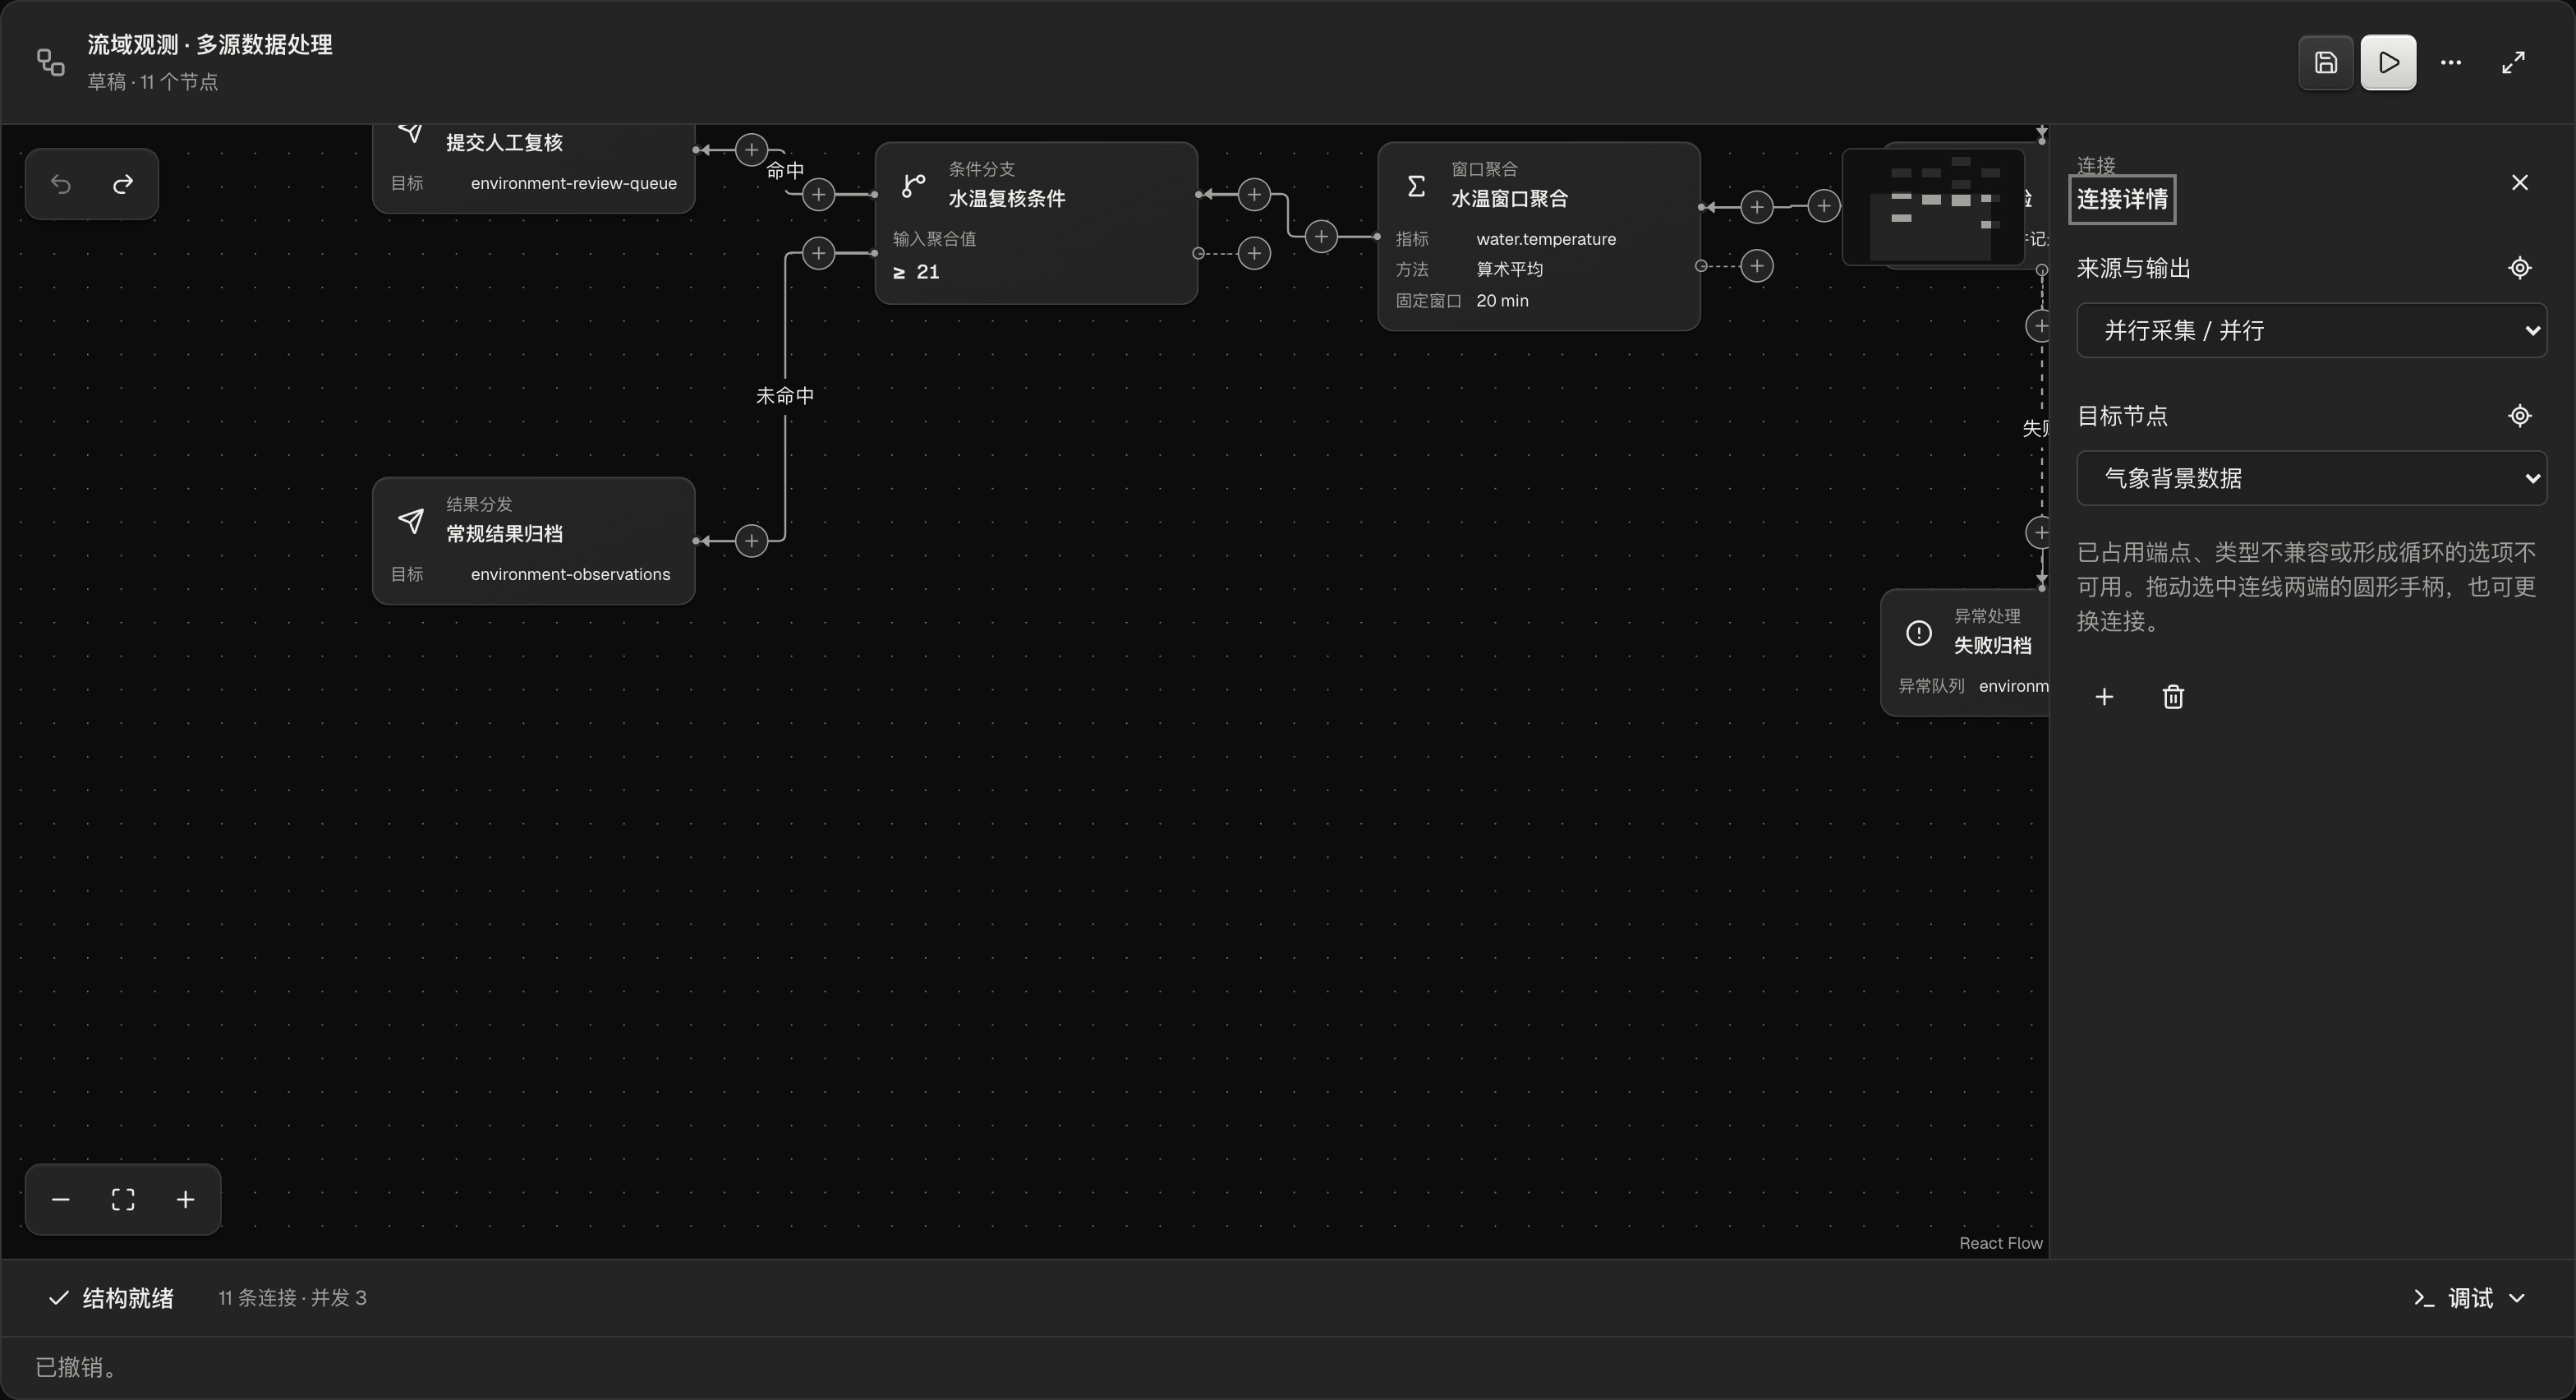 流域观测 · 多源数据处理
草稿 · 11 个节点
提交人工复核
目标 environment-review-queue
命中
条件分支
水温复核条件
输入聚合值
≥ 21
窗口聚合
水温窗口聚合
指标 water.temperature
方法 算术平均
固定窗口 20 min
未命中
结果分发
常规结果归档
目标 environment-observations
异常处理
失败归档
异常队列 environm
React Flow
连接
连接详情
来源与输出
并行采集 / 并行
目标节点
气象背景数据
已占用端点、类型不兼容或形成循环的选项不
可用。拖动选中连线两端的圆形手柄，也可更
换连接。
结构就绪
11 条连接 · 并发 3
调试
已撤销。